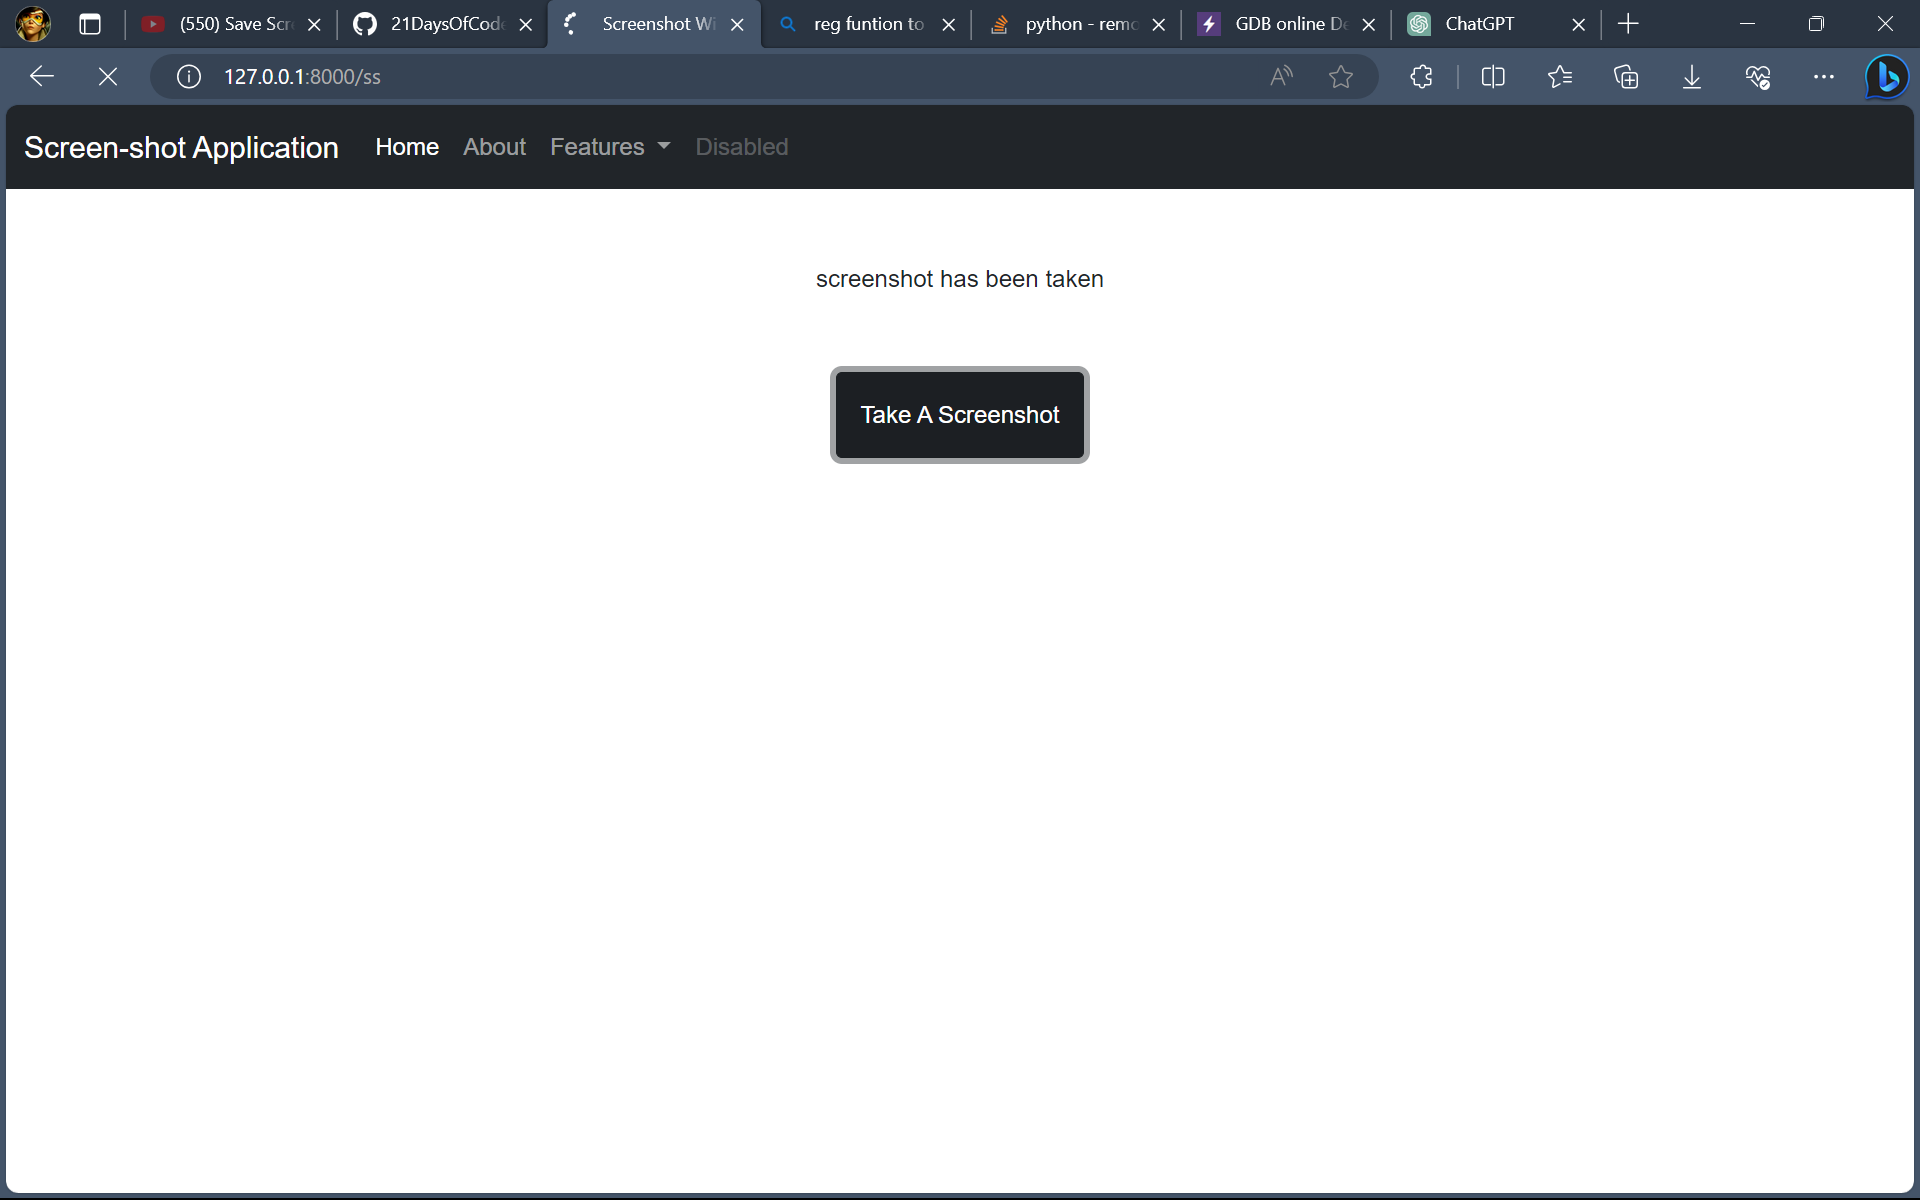 (550) Save Scr
21DaysOfCode
Screenshot Wi
reg funtion to
python - remo
GDB online De
ChatGPT
127.0.0.1:8000/ss
Screen-shot Application Home About Features Disabled
screenshot has been taken
Take A Screenshot